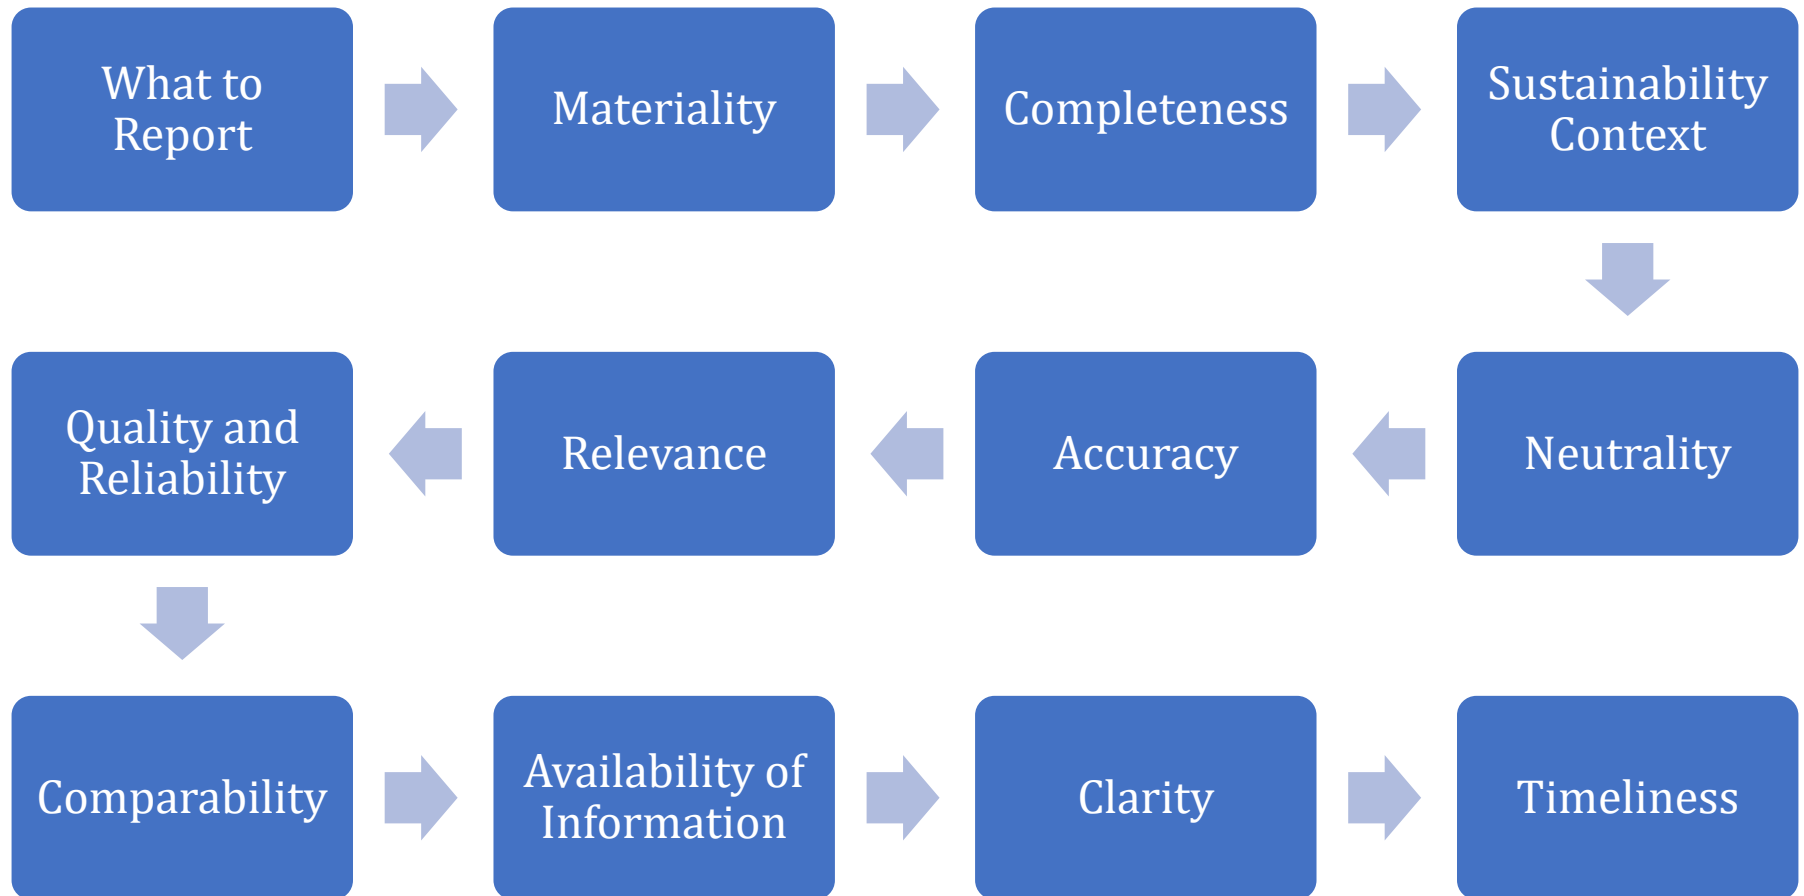 What to
Report
Materiality
Completeness
Sustainability
Context
Neutrality
Accuracy
Relevance
Quality and
Reliability
Comparability
Availability of
Information
Clarity
Timeliness